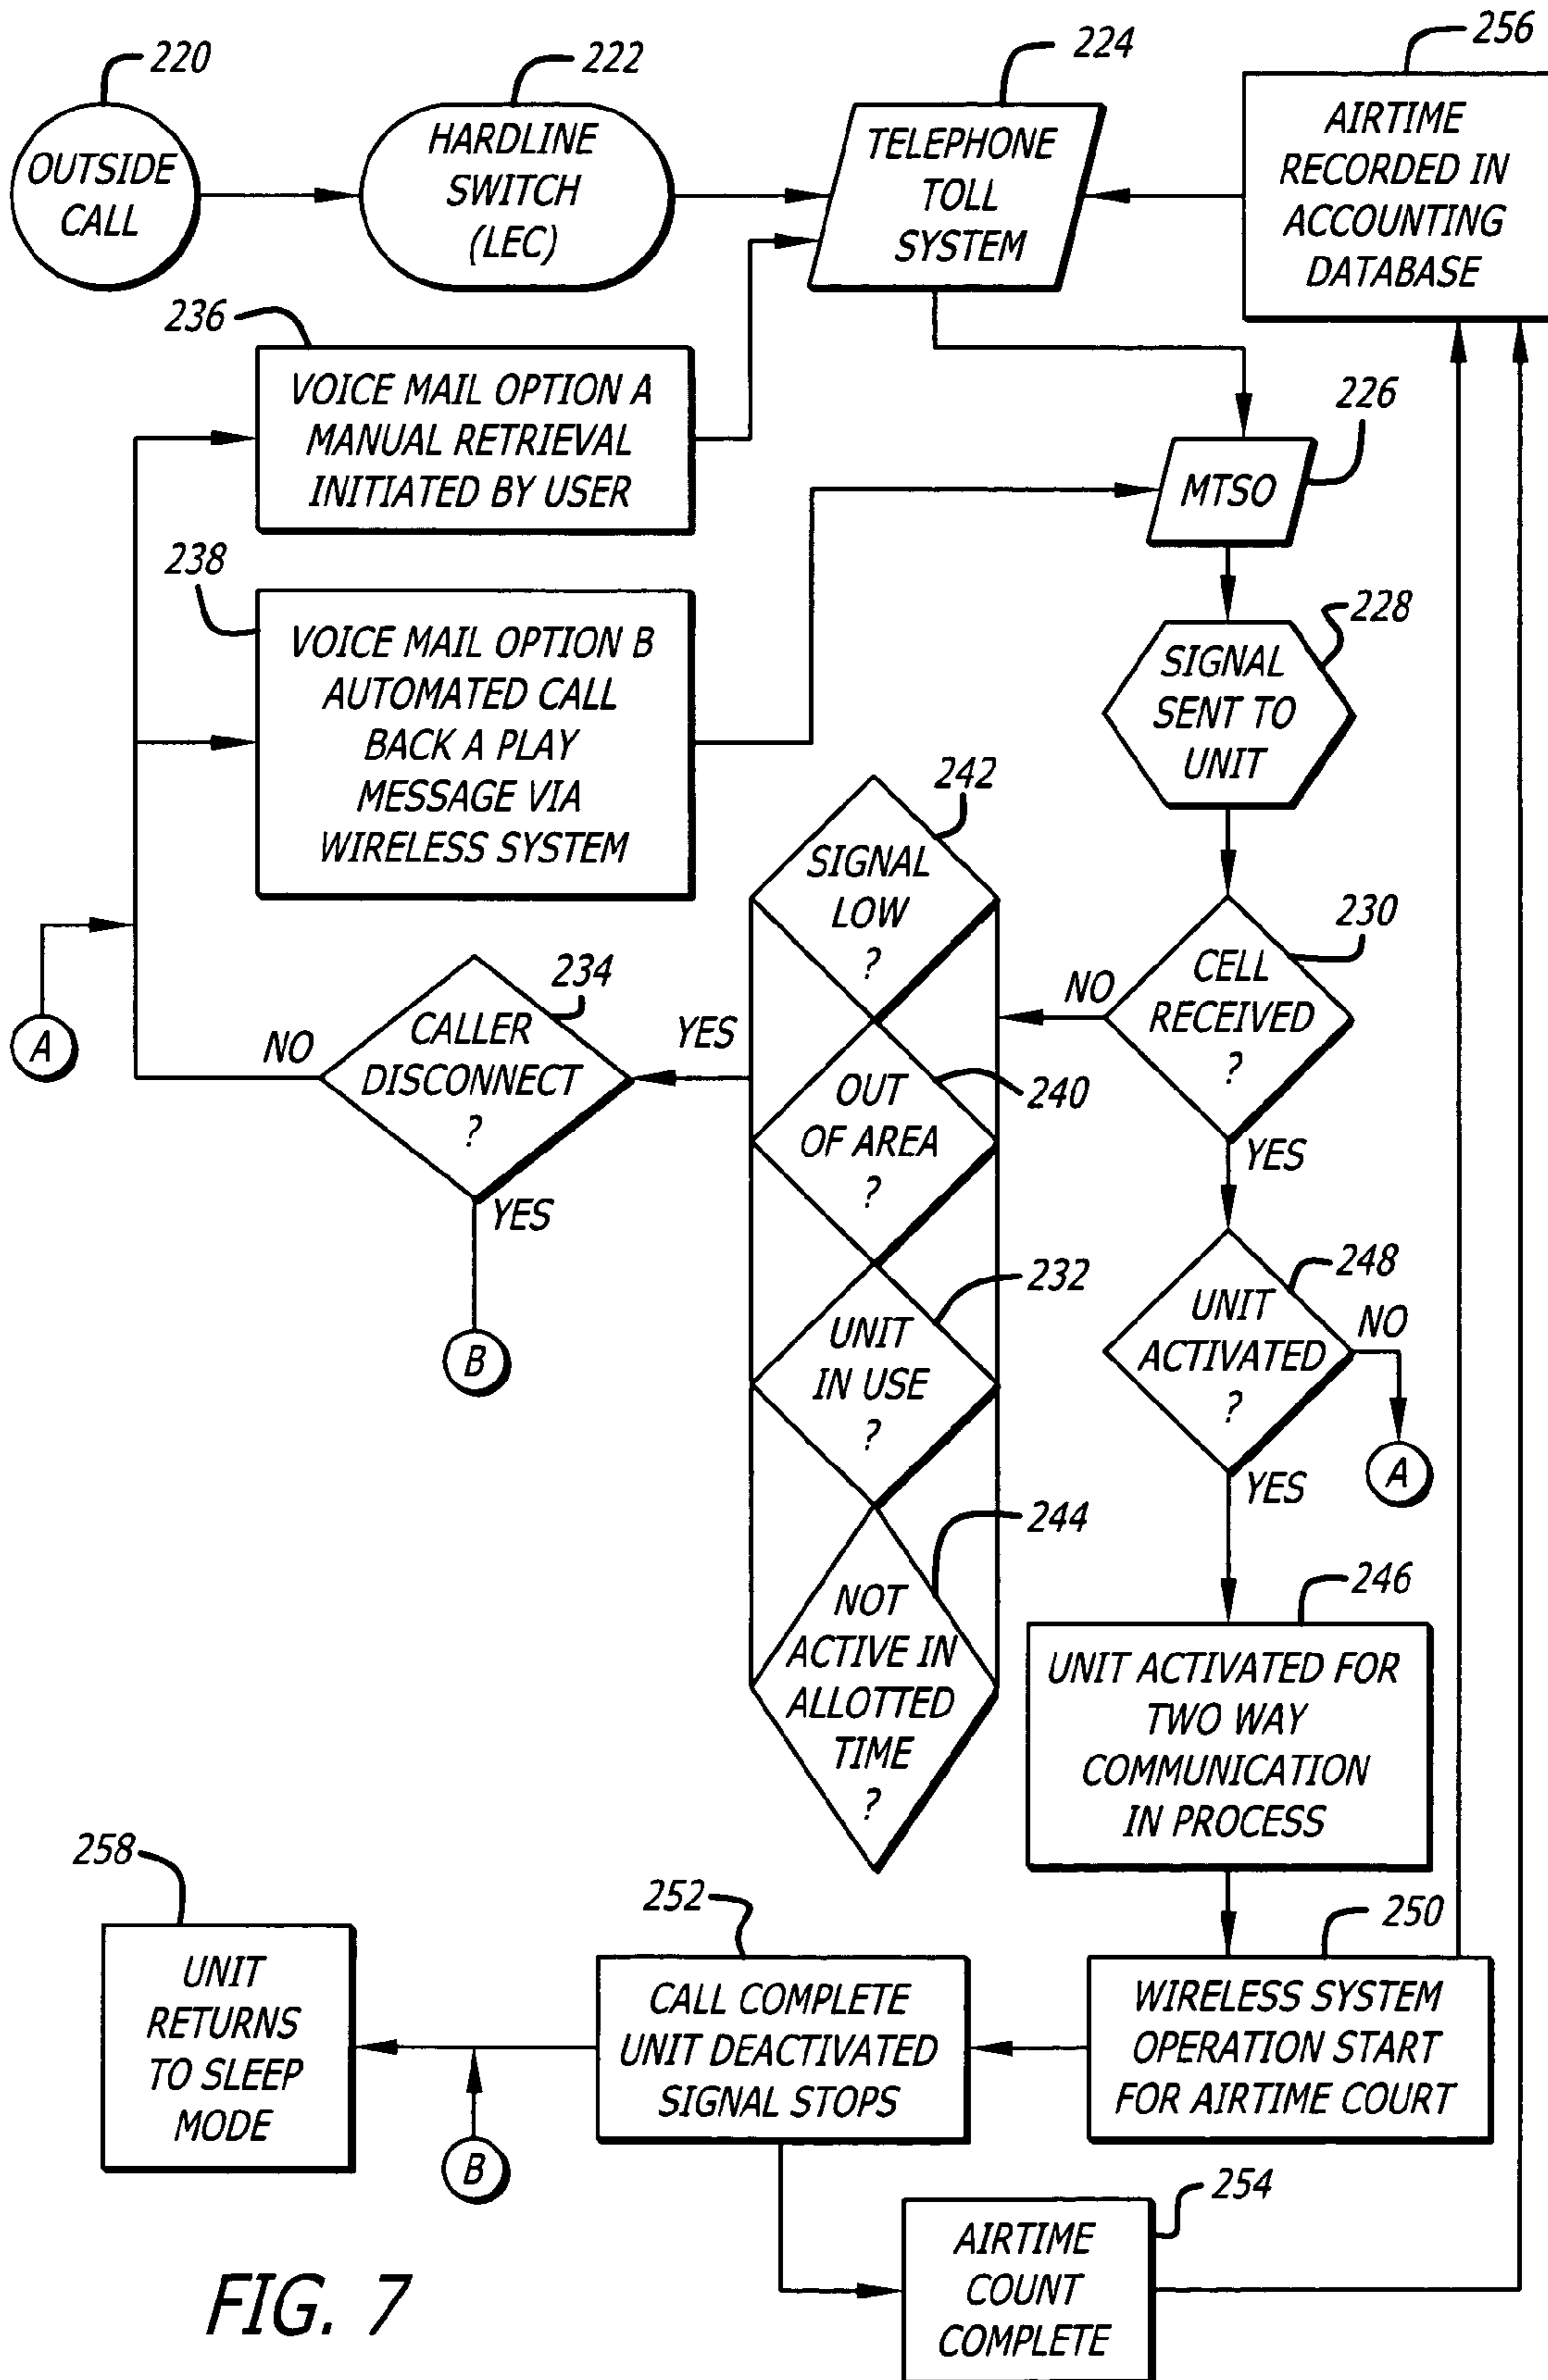 220
OUTSIDE
CALL
222
HARDLINE
SWITCH
(LEC)
224
TELEPHONE
TOLL
SYSTEM
256
AIRTIME
RECORDED IN
ACCOUNTING
DATABASE
236
VOICE MAIL OPTION A
MANUAL RETRIEVAL
INITIATED BY USER
226
MTSO
238
VOICE MAIL OPTION B
AUTOMATED CALL
BACK A PLAY
MESSAGE VIA
WIRELESS SYSTEM
228
SIGNAL
SENT TO
UNIT
242
SIGNAL
LOW
?
230
CELL
RECEIVED
?
NO
YES
A
234
CALLER
DISCONNECT
?
NO
YES
YES
B
240
OUT
OF AREA
?
232
UNIT
IN USE
?
248
UNIT
ACTIVATED
?
NO
A
YES
244
NOT
ACTIVE IN
ALLOTTED
TIME
?
246
UNIT ACTIVATED FOR
TWO WAY
COMMUNICATION
IN PROCESS
258
UNIT
RETURNS
TO SLEEP
MODE
B
252
CALL COMPLETE
UNIT DEACTIVATED
SIGNAL STOPS
250
WIRELESS SYSTEM
OPERATION START
FOR AIRTIME COURT
254
AIRTIME
COUNT
COMPLETE
FIG. 7